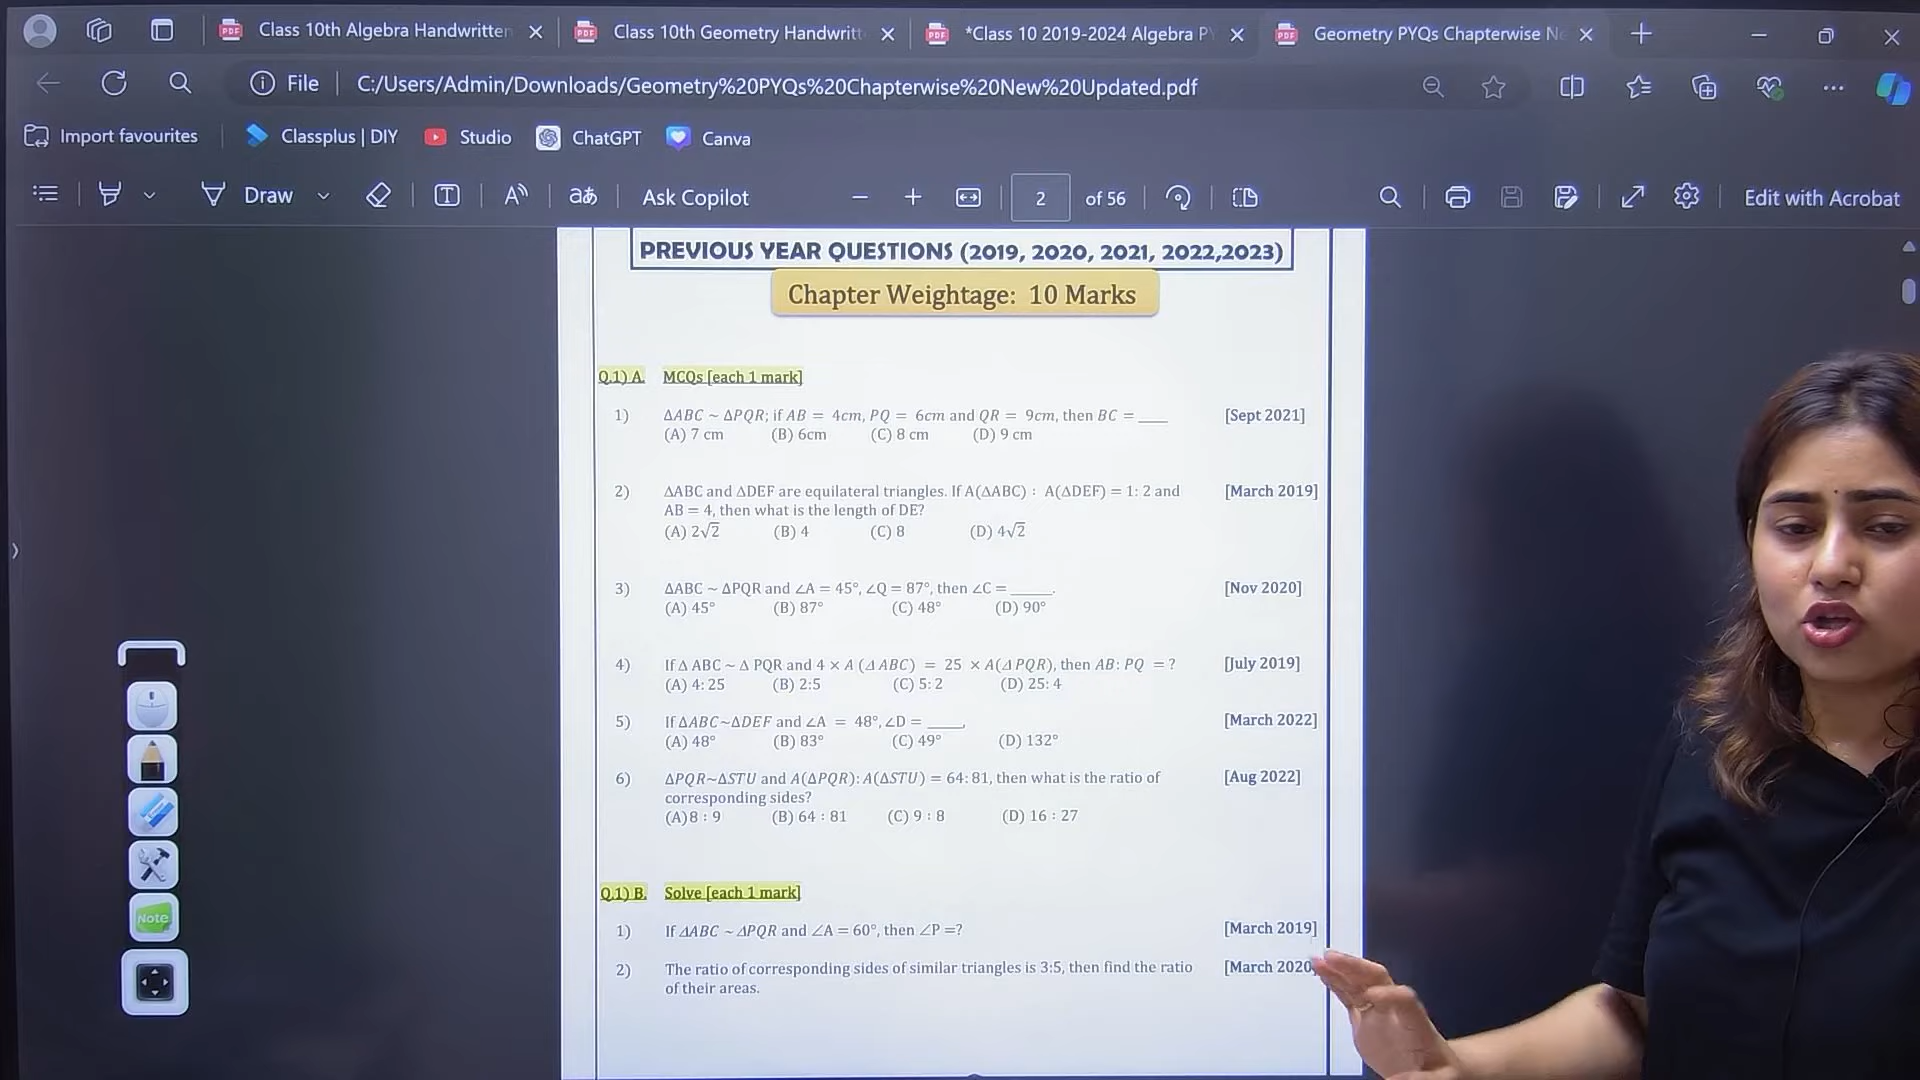 Class 10th Algebra Handwritten
Class 10th Geometry Handwritt
*Class 10 2019-2024 Algebra PY
Geometry PYQs Chapterwise Ne
File
C:/Users/Admin/Downloads/Geometry%20PYQs%20Chapterwise%20New%20Updated.pdf
Import favourites
Classplus | DIY
Studio
ChatGPT
Canva
Draw
Ask Copilot
2 of 56
Edit with Acrobat
PREVIOUS YEAR QUESTIONS (2019, 2020, 2021, 2022,2023)
Chapter Weightage: 10 Marks
Q.1) A. MCQs [each 1 mark]
1) ΔABC ~ ΔPQR; if AB = 4cm, PQ = 6cm and QR = 9cm, then BC = ____ [Sept 2021]
(A) 7 cm (B) 6cm (C) 8 cm (D) 9 cm
2) ΔABC and ΔDEF are equilateral triangles. If A(ΔABC) : A(ΔDEF) = 1: 2 and [March 2019]
AB = 4, then what is the length of DE?
(A) 2√2 (B) 4 (C) 8 (D) 4√2
3) ΔABC ~ ΔPQR and ∠A = 45°, ∠Q = 87°, then ∠C = _____. [Nov 2020]
(A) 45° (B) 87° (C) 48° (D) 90°
4) If Δ ABC ~ Δ PQR and 4 × A (Δ ABC) = 25 × A(Δ PQR), then AB: PQ = ? [July 2019]
(A) 4: 25 (B) 2:5 (C) 5: 2 (D) 25: 4
5) If ΔABC~ΔDEF and ∠A = 48°, ∠D = _____. [March 2022]
(A) 48° (B) 83° (C) 49° (D) 132°
6) ΔPQR~ΔSTU and A(ΔPQR): A(ΔSTU) = 64: 81, then what is the ratio of [Aug 2022]
corresponding sides?
(A) 8 : 9 (B) 64 : 81 (C) 9 : 8 (D) 16 : 27
Note
Q.1) B. Solve [each 1 mark]
1) If ΔABC ~ ΔPQR and ∠A = 60°, then ∠P =? [March 2019]
2) The ratio of corresponding sides of similar triangles is 3:5, then find the ratio [March 2020]
of their areas.